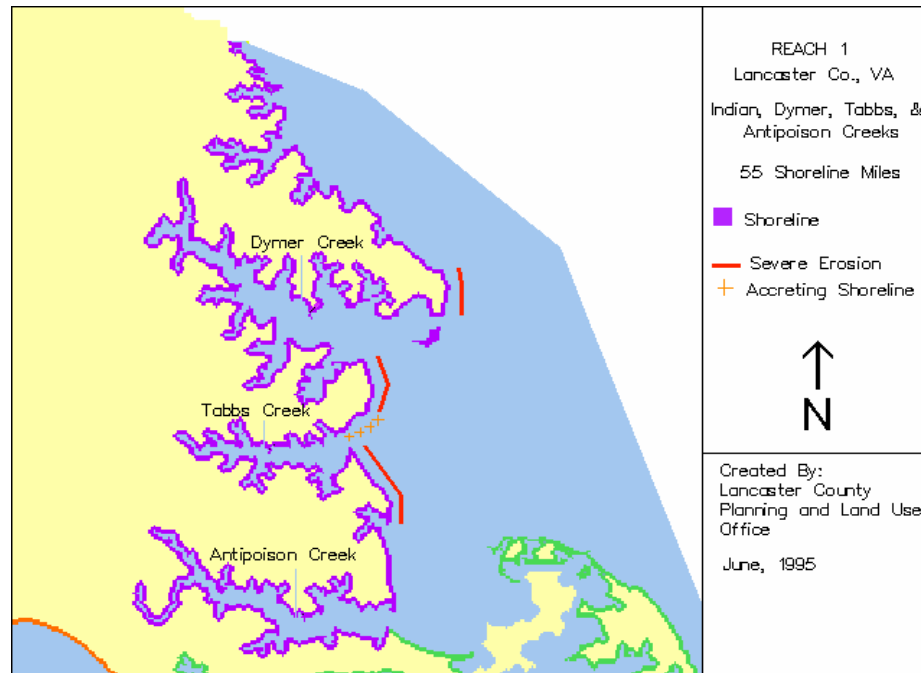 REACH 1
Lancaster Co., VA
Indian, Dymer, Tabbs, &
Antipoison Creeks
55 Shoreline Miles
Shoreline
Severe Erosion
Accreting Shoreline
N
Created By:
Lancaster County
Planning and Land Use
Office
June, 1995
Dymer Creek
Tabbs Creek
Antipoison Creek